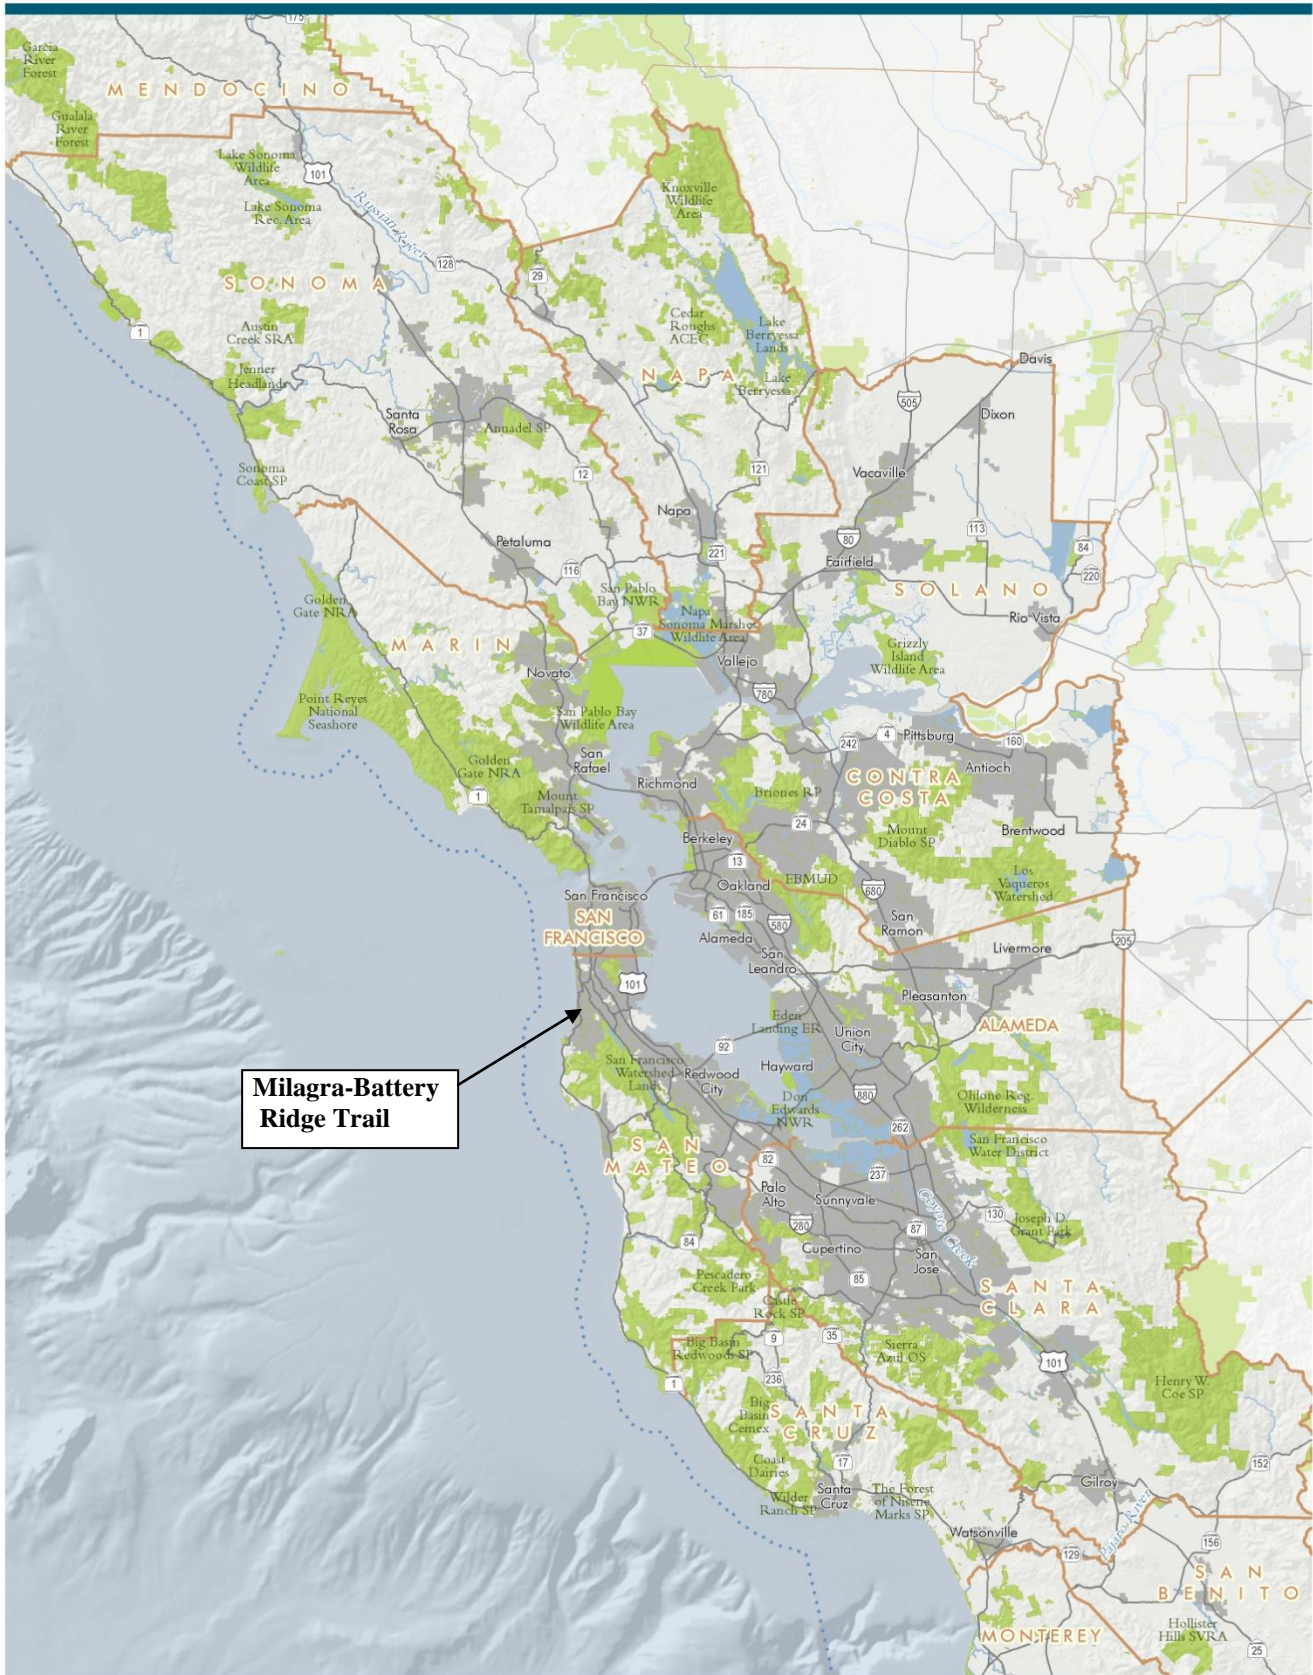 175
Garcia
River
Forest
MENDOCINO
Gualala
River
Forest
Lake Sonoma
Wildlife
Area
101
Lake Sonoma
Rec. Area
Russian River
Knoxville
Wildlife
Area
128
29
SONOMA
1
Austin
Creek SRA
Cedar
Roughs
ACEC
Lake
Berryessa
Lands
Jenner
Headlands
NAPA
Lake
Berryessa
Davis
505
Dixon
Santa
Rosa
Annadel SP
Sonoma
Coast SP
12
121
Vacaville
Napa
113
80
Petaluma
221
84
Fairfield
116
220
SOLANO
San Pablo
Bay NWR
Golden
Gate NRA
Napa
Sonoma Marshes
Wildlife Area
Rio Vista
37
MARIN
Grizzly
Island
Wildlife Area
Novato
Vallejo
780
Point Reyes
National
Seashore
San Pablo Bay
Wildlife Area
4
Pittsburg
242
160
San
Rafael
Golden
Gate NRA
Antioch
CONTRA
COSTA
Richmond
Briones RP
1
Mount
Tamalpais SP
24
Mount
Diablo SP
Brentwood
Berkeley
13
Los
Vaqueros
Watershed
Oakland
EBMUD
680
San Francisco
61
185
580
San
Ramon
SAN
FRANCISCO
Alameda
205
Livermore
San
Leandro
101
Pleasanton
Eden
Landing ER
Union
City
ALAMEDA
92
San Francisco
Watershed
Lands
Redwood
City
Hayward
Milagra-Battery
Ridge Trail
880
Don
Edwards
NWR
Ohlone Reg.
Wilderness
262
San Francisco
Water District
SAN
MATEO
82
237
Palo
Alto
Sunnyvale
Coyote Creek
130
Joseph D.
Grant Park
280
87
84
Cupertino
San
Jose
85
Pescadero
Creek Park
SANTA
CLARA
Castle
Rock SP
9
35
Big Basin
Redwoods SP
Sierra
Azul OS
101
236
1
Henry W.
Coe SP
Big
Basin
Cemex
SANTA
CRUZ
Coast
Dairies
17
152
Gilroy
Wilder
Ranch SP
Santa
Cruz
The Forest
of Nisene
Marks SP
Pajaro River
Watsonville
156
129
SAN
BENITO
MONTEREY
Hollister
Hills SVRA
25